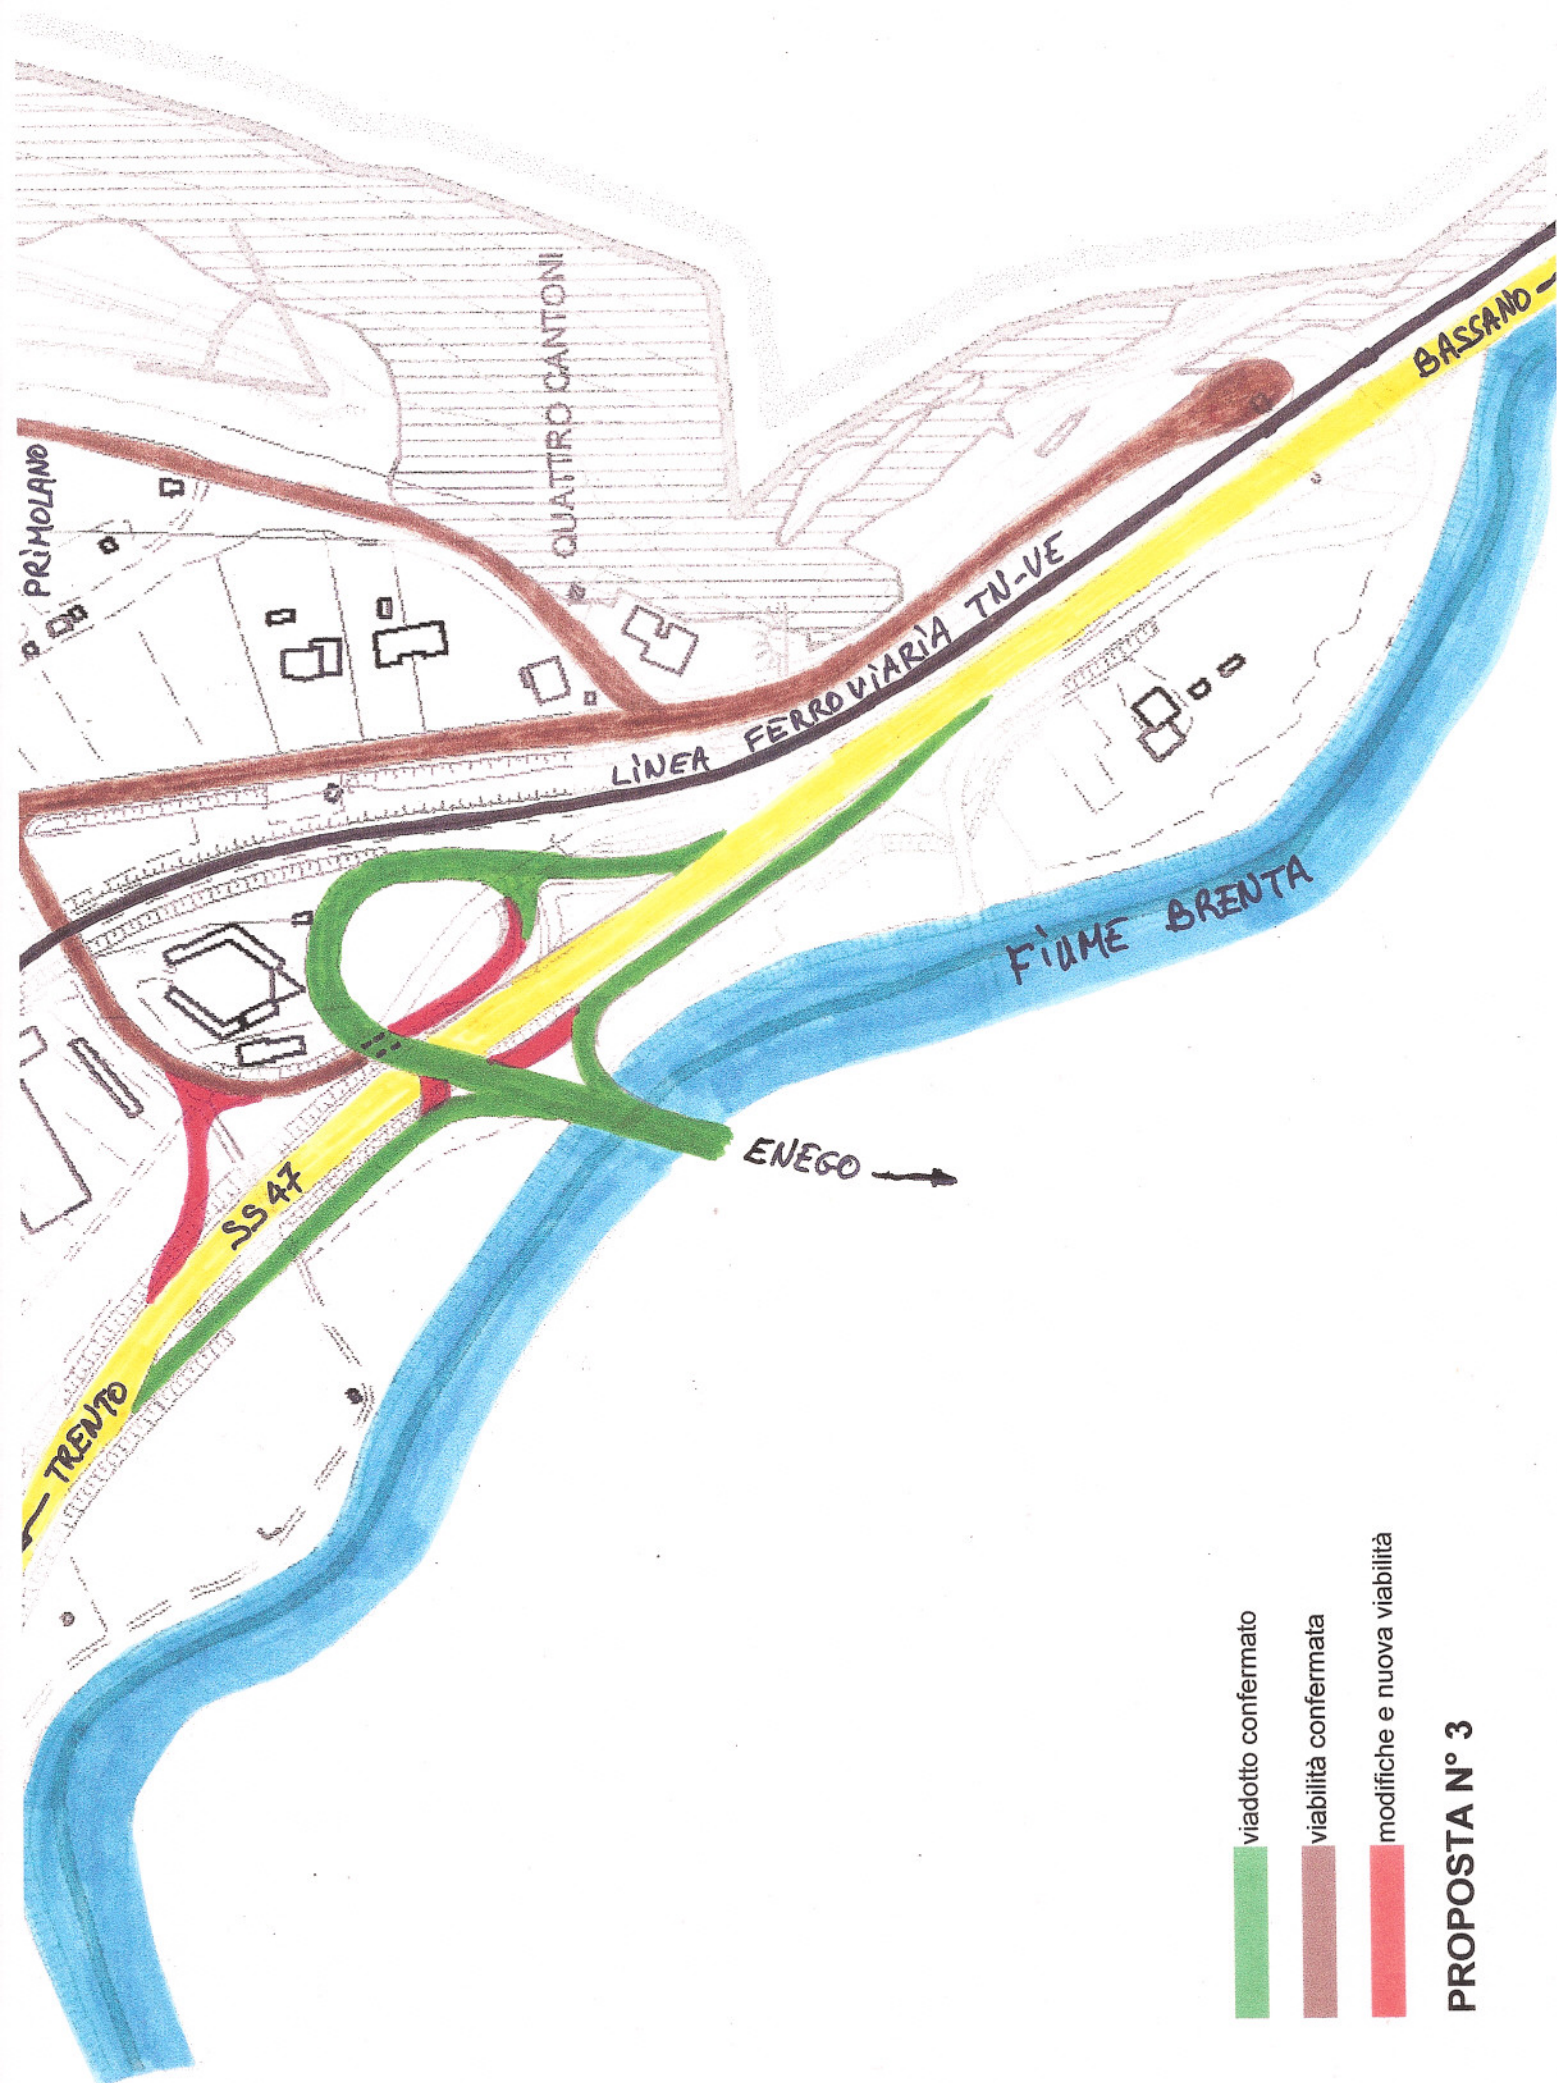 PRIMOLANO
QUATTRO CANTONI
LINEA FERROVIARIA TN-VE
BASSANO
FIUME BRENTA
SS 47
TRENTO
ENEGO
viadotto confermato
viabilità confermata
modifiche e nuova viabilità
PROPOSTA N° 3